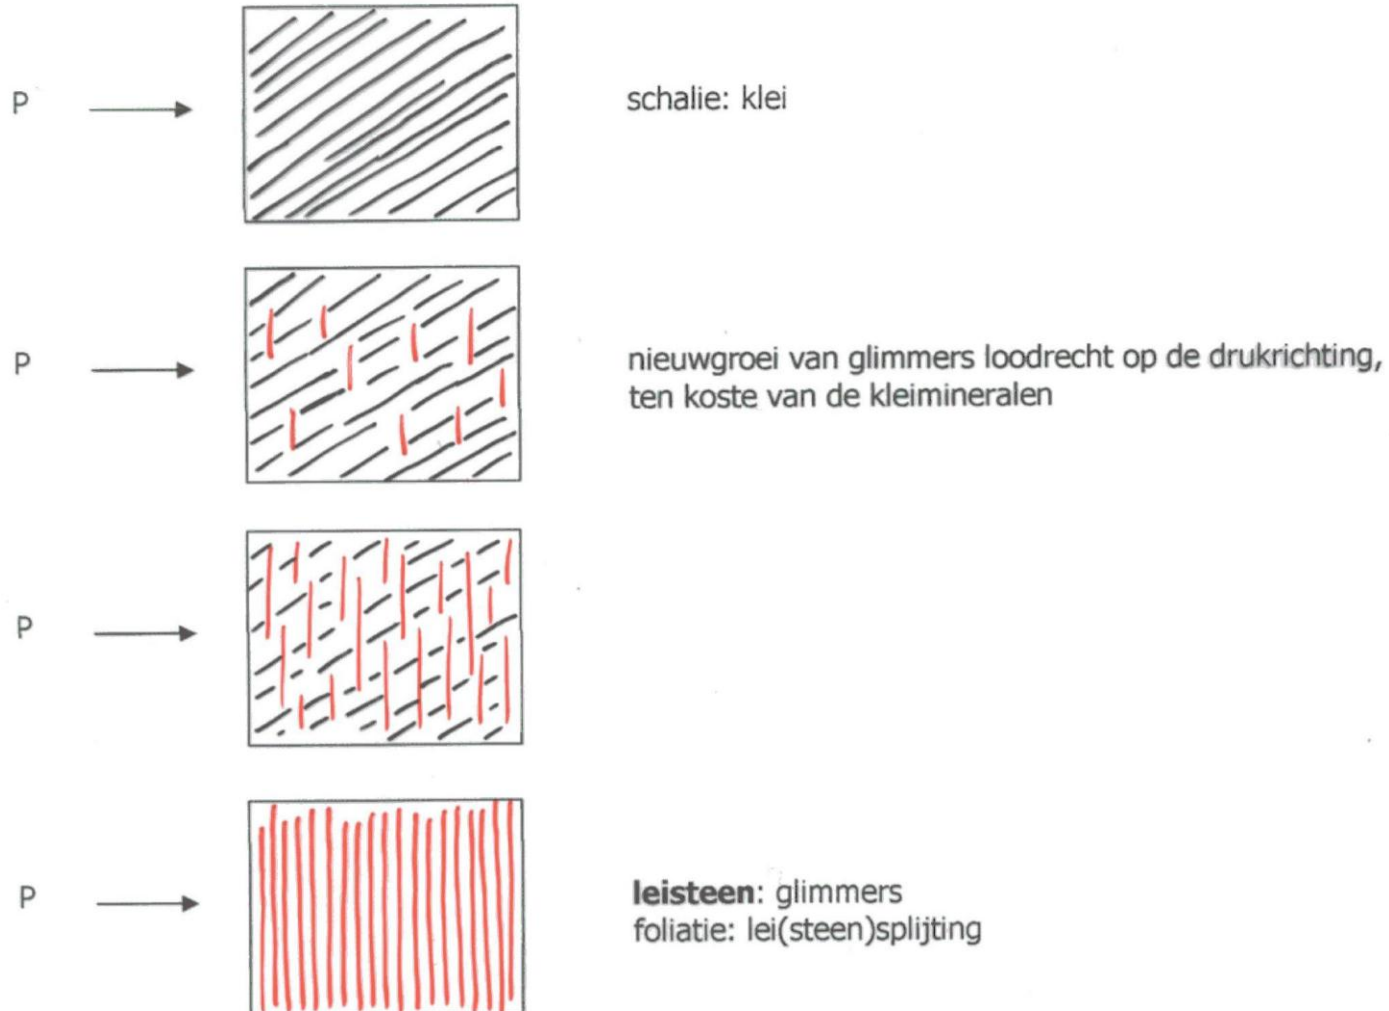 P
schalie: klei
P
nieuwgroei van glimmers loodrecht op de drukrichting,
ten koste van de kleimineralen
P
P
leisteen: glimmers
foliatie: lei(steen)splijting